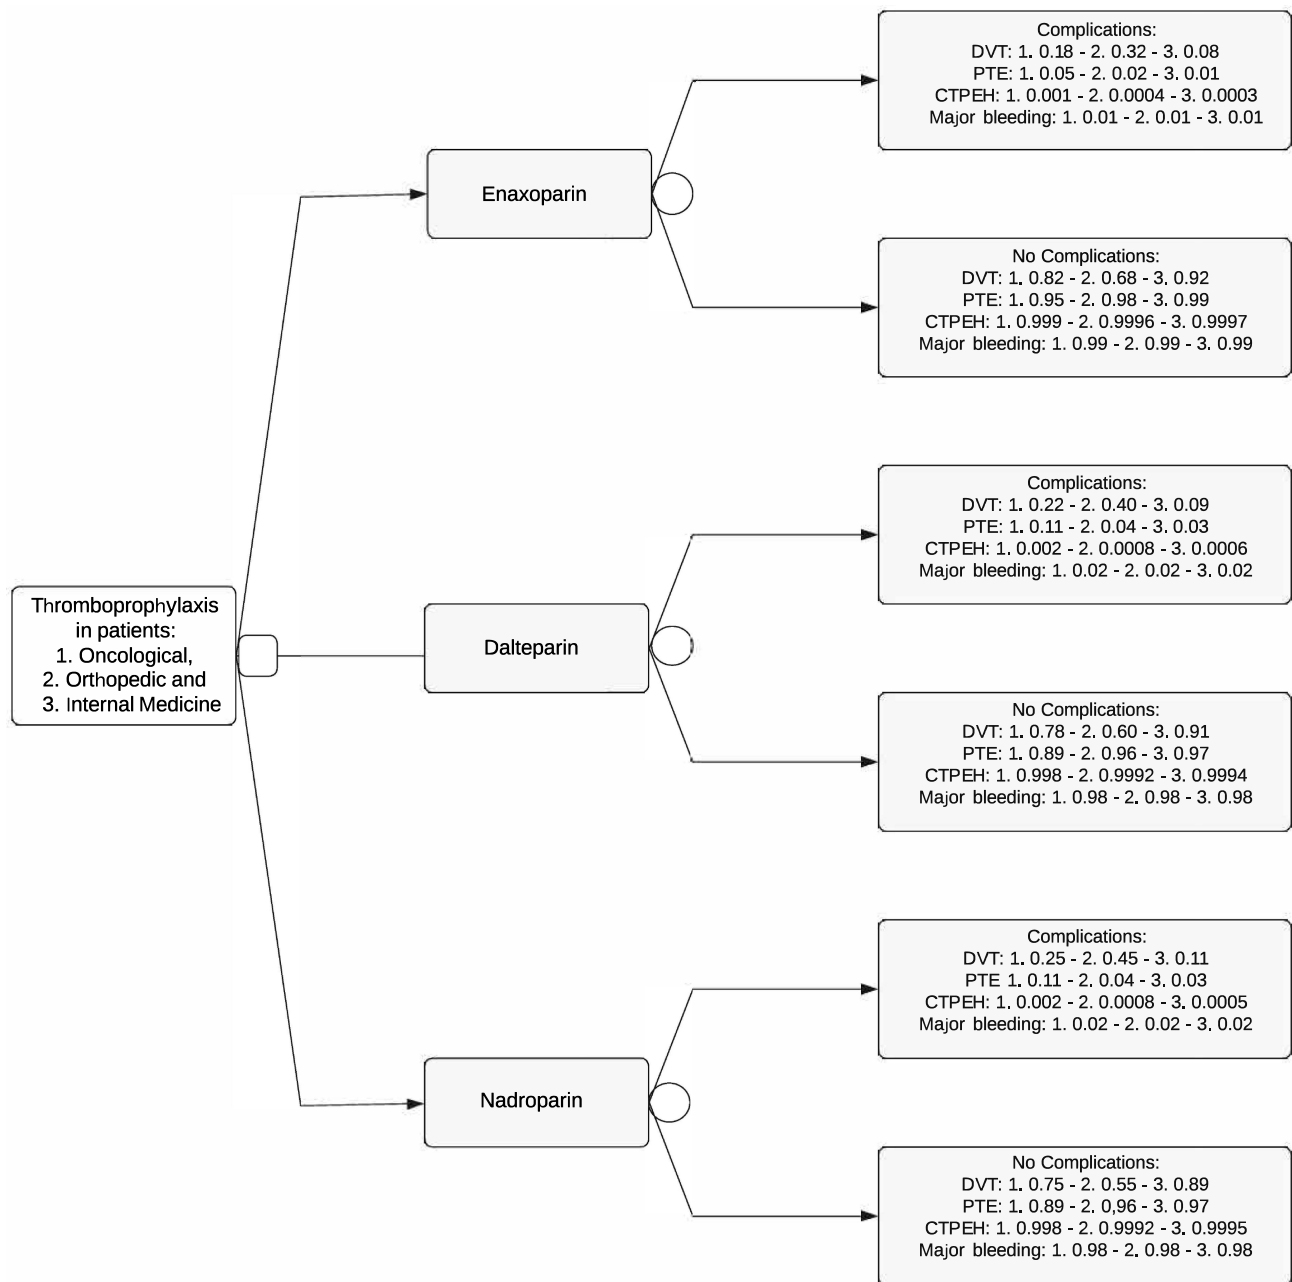 Complications:
DVT: 1. 0.18 - 2. 0.32 - 3. 0.08
PTE: 1. 0.05 - 2. 0.02 - 3. 0.01
CTPEH: 1. 0.001 - 2. 0.0004 - 3. 0.0003
Major bleeding: 1. 0.01 - 2. 0.01 - 3. 0.01
Enaxoparin
No Complications:
DVT: 1. 0.82 - 2. 0.68 - 3. 0.92
PTE: 1. 0.95 - 2. 0.98 - 3. 0.99
CTPEH: 1. 0.999 - 2. 0.9996 - 3. 0.9997
Major bleeding: 1. 0.99 - 2. 0.99 - 3. 0.99
Complications:
DVT: 1. 0.22 - 2. 0.40 - 3. 0.09
PTE: 1. 0.11 - 2. 0.04 - 3. 0.03
CTPEH: 1. 0.002 - 2. 0.0008 - 3. 0.0006
Major bleeding: 1. 0.02 - 2. 0.02 - 3. 0.02
Thromboprophylaxis
in patients:
1. Oncological,
2. Orthopedic and
3. Internal Medicine
Dalteparin
No Complications:
DVT: 1. 0.78 - 2. 0.60 - 3. 0.91
PTE: 1. 0.89 - 2. 0.96 - 3. 0.97
CTPEH: 1. 0.998 - 2. 0.9992 - 3. 0.9994
Major bleeding: 1. 0.98 - 2. 0.98 - 3. 0.98
Complications:
DVT: 1. 0.25 - 2. 0.45 - 3. 0.11
PTE 1. 0.11 - 2. 0.04 - 3. 0.03
CTPEH: 1. 0.002 - 2. 0.0008 - 3. 0.0005
Major bleeding: 1. 0.02 - 2. 0.02 - 3. 0.02
Nadroparin
No Complications:
DVT: 1. 0.75 - 2. 0.55 - 3. 0.89
PTE: 1. 0.89 - 2. 0,96 - 3. 0.97
CTPEH: 1. 0.998 - 2. 0.9992 - 3. 0.9995
Major bleeding: 1. 0.98 - 2. 0.98 - 3. 0.98